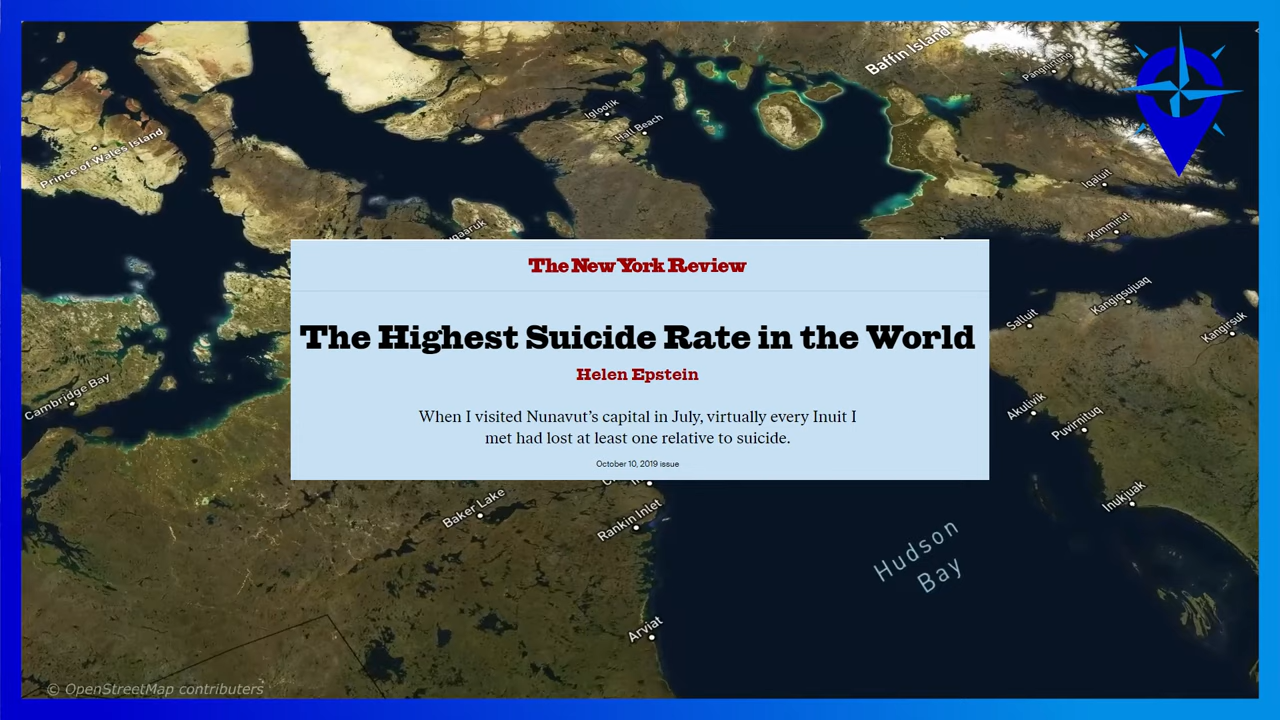 Baffin Island
Pangnirtung
Igloolik
Hall Beach
Prince of Wales Island
Iqaluit
Kimmirut
The New York Review
The Highest Suicide Rate in the World
Helen Epstein
When I visited Nunavut's capital in July, virtually every Inuit I
met had lost at least one relative to suicide.
October 10, 2019 issue
Kangiqsujuaq
Salluit
Kangirsuk
Cambridge Bay
Akulivik
Puvirnituq
Baker Lake
Rankin Inlet
Inukjuak
Hudson
Bay
Arviat
© OpenStreetMap contributors